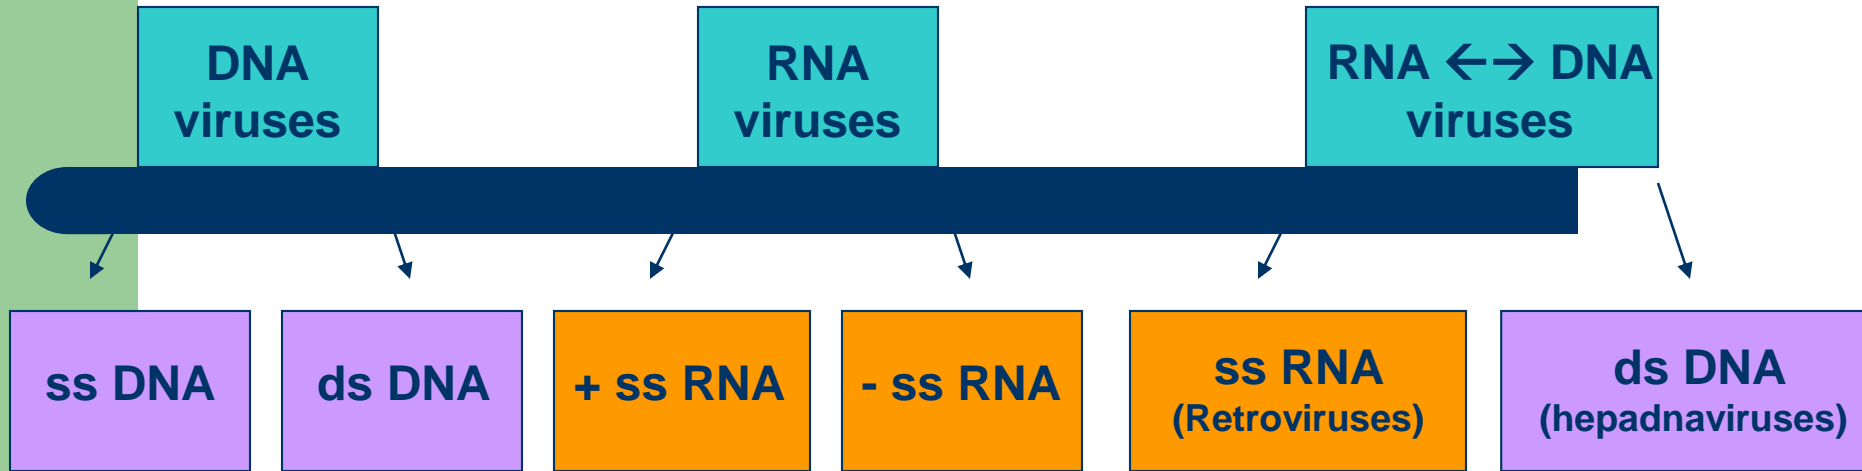 DNA
viruses
RNA
viruses
RNA ←→ DNA
viruses
ss DNA
ds DNA
+ ss RNA
- ss RNA
ss RNA
(Retroviruses)
ds DNA
(hepadnaviruses)